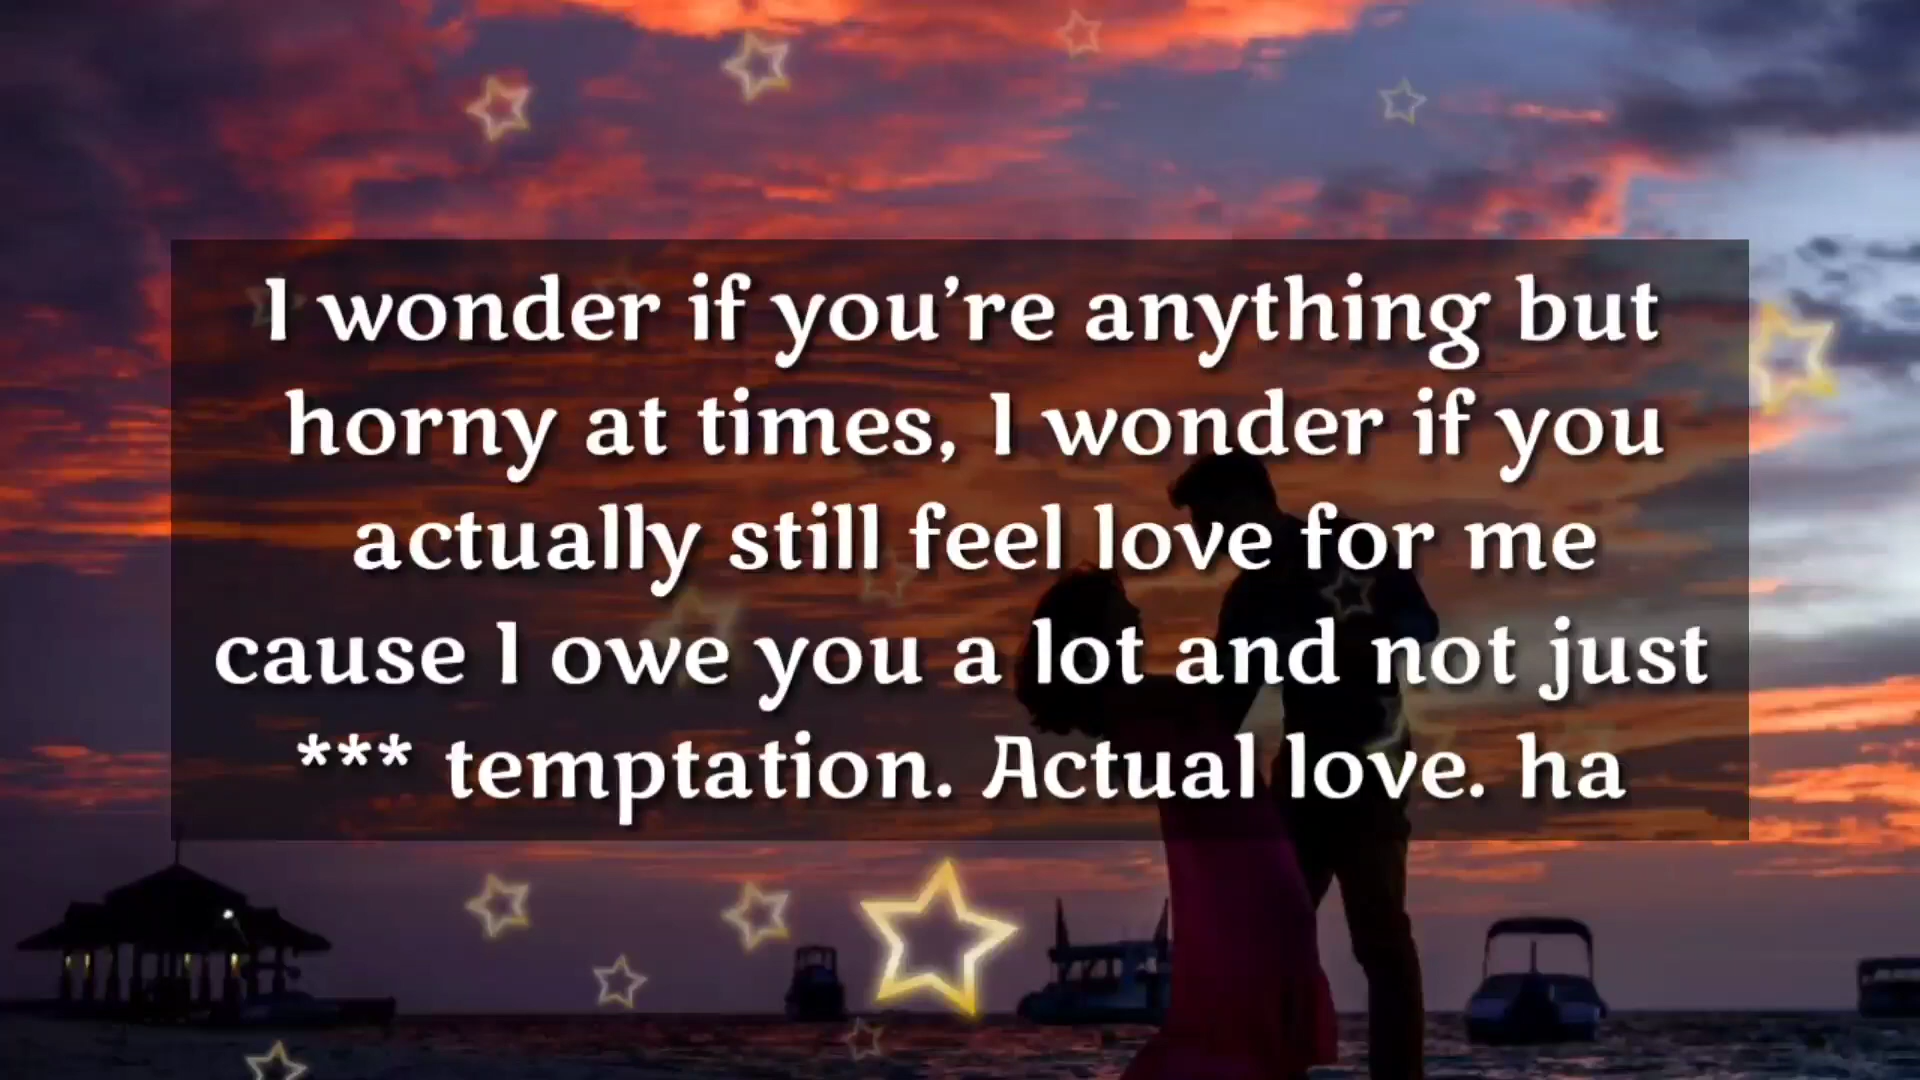 I wonder if you’re anything but
horny at times, I wonder if you
actually still feel love for me
cause I owe you a lot and not just
*** temptation. Actual love. ha